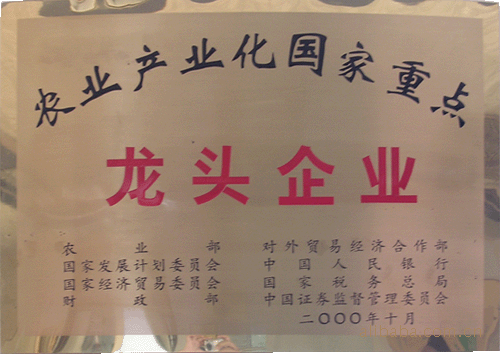 农业产业化国家重点
龙头企业
农业部 对外贸易经济合作部
国家发展计划委员会 中国人民银行
国家经济贸易委员会 国家税务总局
财政部 中国证券监督管理委员会
二〇〇〇年十月